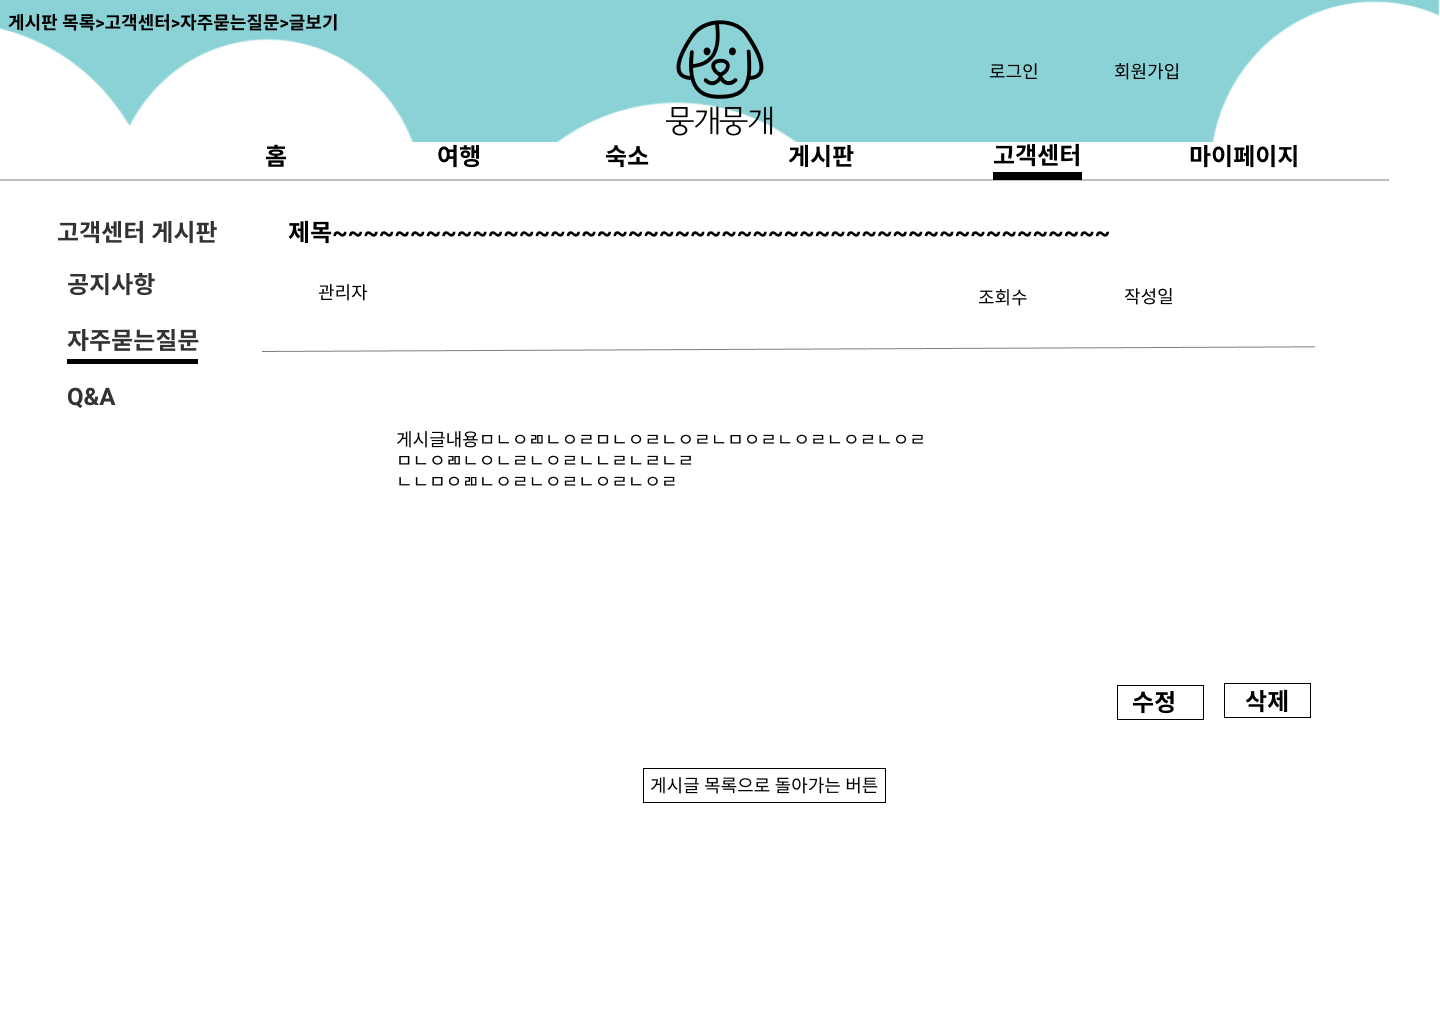 게시판 목록>고객센터>자주묻는질문>글보기
로그인
회원가입
뭉개뭉개
홈
여행
숙소
게시판
고객센터
마이페이지
고객센터 게시판
공지사항
자주묻는질문
Q&A
제목~~~~~~~~~~~~~~~~~~~~~~~~~~~~~~~~~~~~~~~~~~~~~~~~~~
관리자
조회수
작성일
게시글내용ㅁㄴㅇㄻㄴㅇㄹㅁㄴㅇㄹㄴㅇㄹㄴㅁㅇㄹㄴㅇㄹㄴㅇㄹㄴㅇㄹ
ㅁㄴㅇㄻㄴㅇㄴㄹㄴㅇㄹㄴㄴㄹㄴㄹㄴㄹ
ㄴㄴㅁㅇㄻㄴㅇㄹㄴㅇㄹㄴㅇㄹㄴㅇㄹ
수정
삭제
게시글 목록으로 돌아가는 버튼